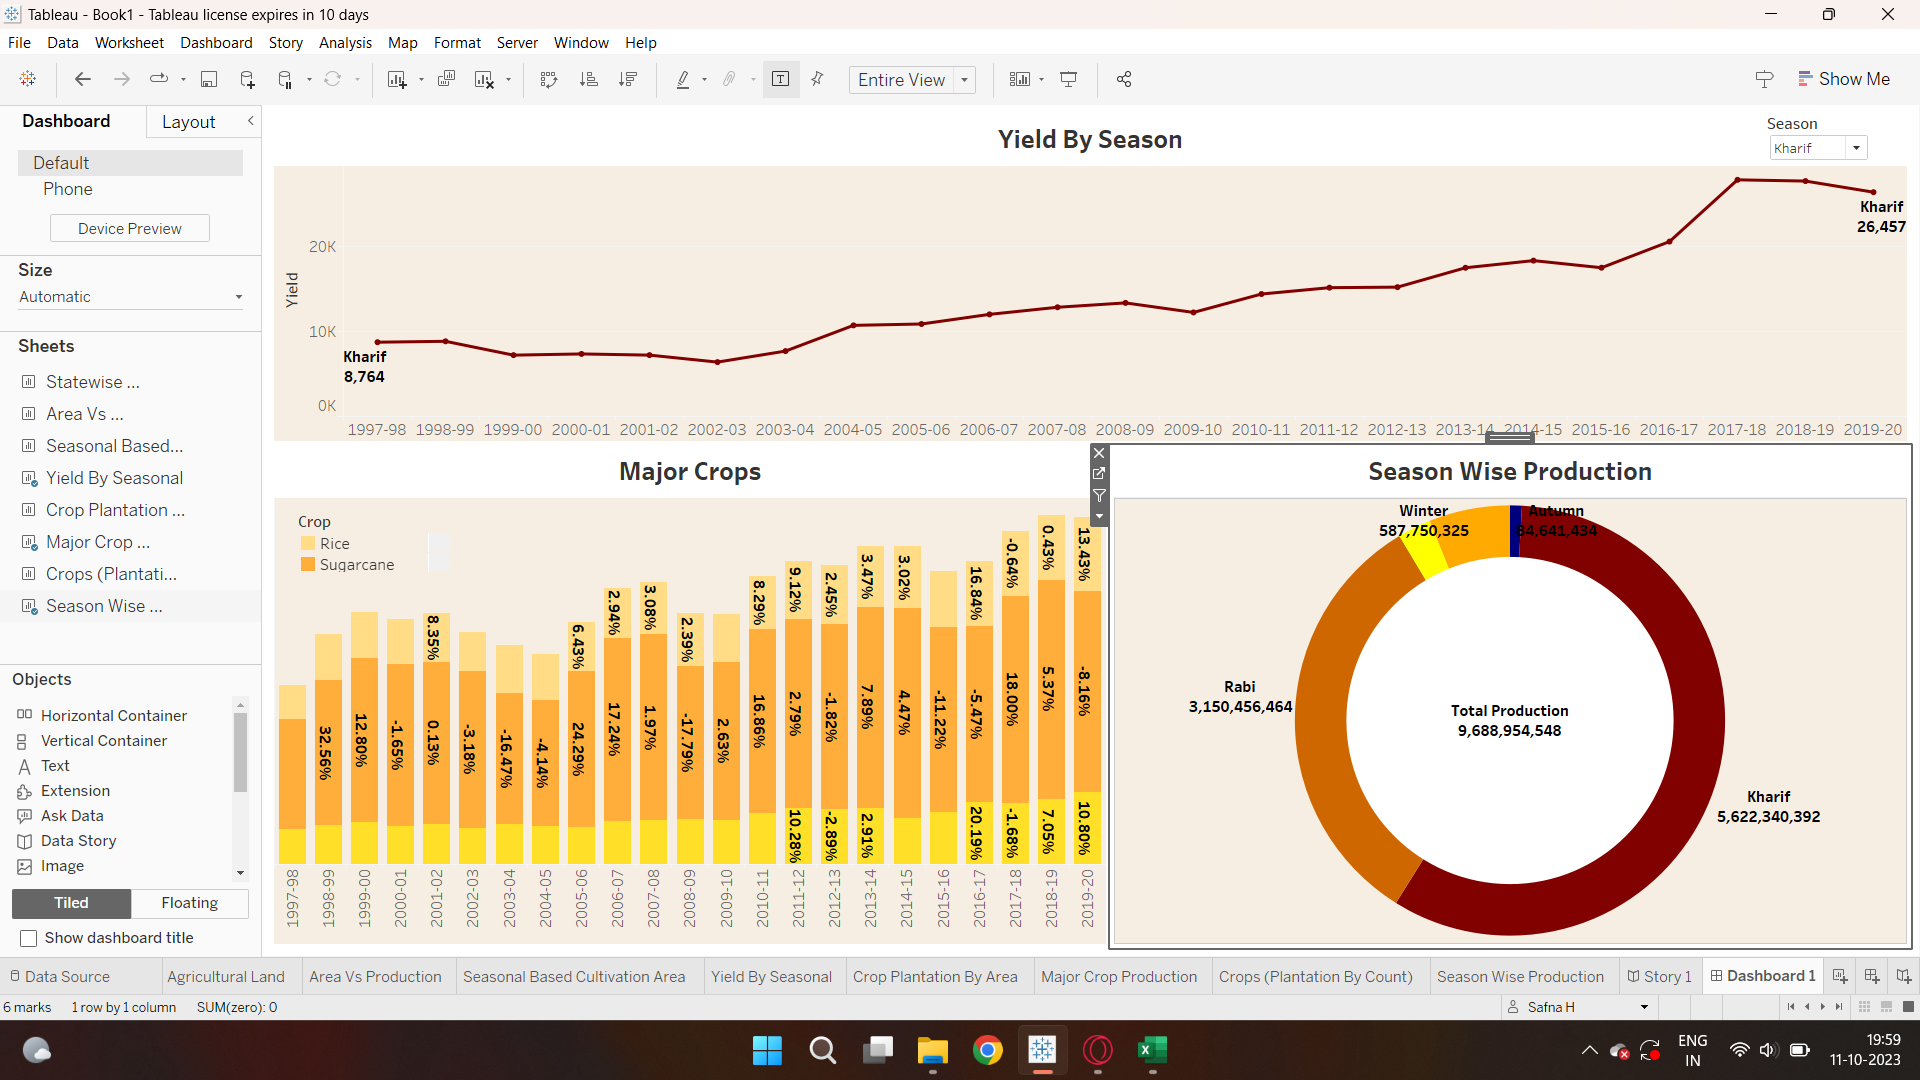 Tableau - Book1 - Tableau license expires in 10 days
File Data Worksheet Dashboard Story Analysis Map Format Server Window Help
Entire View
Show Me
Dashboard Layout
Default
Phone
Device Preview
Size
Automatic
Sheets
Statewise ...
Area Vs ...
Seasonal Based...
Yield By Seasonal
Crop Plantation ...
Major Crop ...
Crops (Plantati...
Season Wise ...
Objects
Horizontal Container
Vertical Container
Text
Extension
Ask Data
Data Story
Image
Tiled Floating
Show dashboard title
Yield By Season
Season
Kharif
Yield
20K
10K
0K
Kharif
8,764
Kharif
26,457
1997-98 1998-99 1999-00 2000-01 2001-02 2002-03 2003-04 2004-05 2005-06 2006-07 2007-08 2008-09 2009-10 2010-11 2011-12 2012-13 2013-14 2014-15 2015-16 2016-17 2017-18 2018-19 2019-20
Major Crops
Crop
Rice
Sugarcane
8.35% 6.43% 2.94% 3.08% 2.39% 8.29% 9.12% 2.45% 3.47% 3.02% 16.84% -0.64% 0.43% 13.43%
32.56% 12.80% -1.65% 0.13% -3.18% -16.47% -4.14% 24.29% 17.24% 1.97% -17.79% 2.63% 16.86% 2.79% -1.82% 7.89% 4.47% -11.22% -5.47% 18.00% 5.37% -8.16%
10.28% -2.89% 2.91% 20.19% -1.68% 7.05% 10.80%
1997-98 1998-99 1999-00 2000-01 2001-02 2002-03 2003-04 2004-05 2005-06 2006-07 2007-08 2008-09 2009-10 2010-11 2011-12 2012-13 2013-14 2014-15 2015-16 2016-17 2017-18 2018-19 2019-20
Season Wise Production
Winter
587,750,325
Autumn
84,641,434
Rabi
3,150,456,464
Total Production
9,688,954,548
Kharif
5,622,340,392
Data Source Agricultural Land Area Vs Production Seasonal Based Cultivation Area Yield By Seasonal Crop Plantation By Area Major Crop Production Crops (Plantation By Count) Season Wise Production Story 1 Dashboard 1
6 marks 1 row by 1 column SUM(zero): 0
Safna H
ENG
IN
19:59
11-10-2023